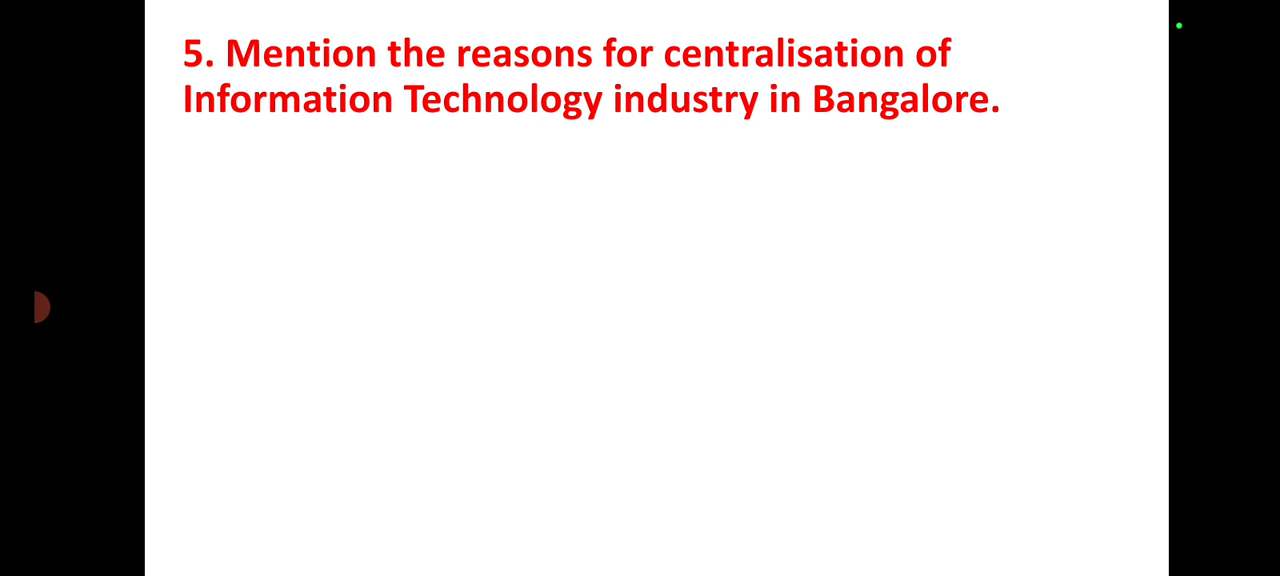 5. Mention the reasons for centralisation of
Information Technology industry in Bangalore.